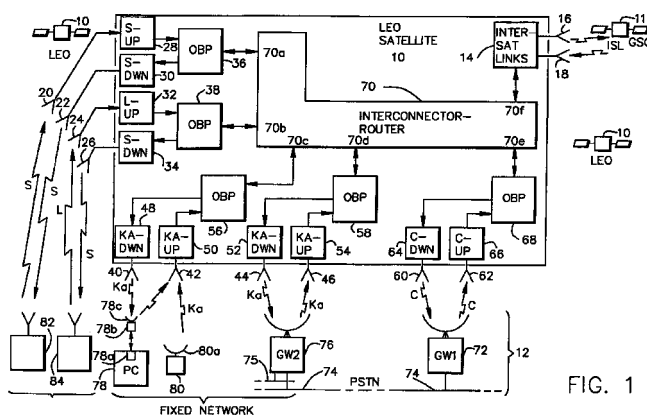 10
LEO
S-UP
28
S-DWN
30
L-UP
32
S-DWN
34
OBP
36
38
OBP
20
22
24
26
LEO SATELLITE
10
INTER SAT LINKS
14
16
18
ISL
11
GSO
70
INTERCONNECTOR-ROUTER
70a
70b
70c
70d
70e
70f
10
LEO
OBP
56
OBP
58
OBP
68
48
KA-DWN
KA-UP
50
52
KA-DWN
KA-UP
54
64
C-DWN
C-UP
66
40
42
44
46
60
62
S
S
L
S
Ka
Ka
Ka
Ka
C
C
78c
78b
78a
78
PC
80a
80
76
GW2
75
74
GW1
72
74
PSTN
12
82
84
FIXED NETWORK
FIG. 1